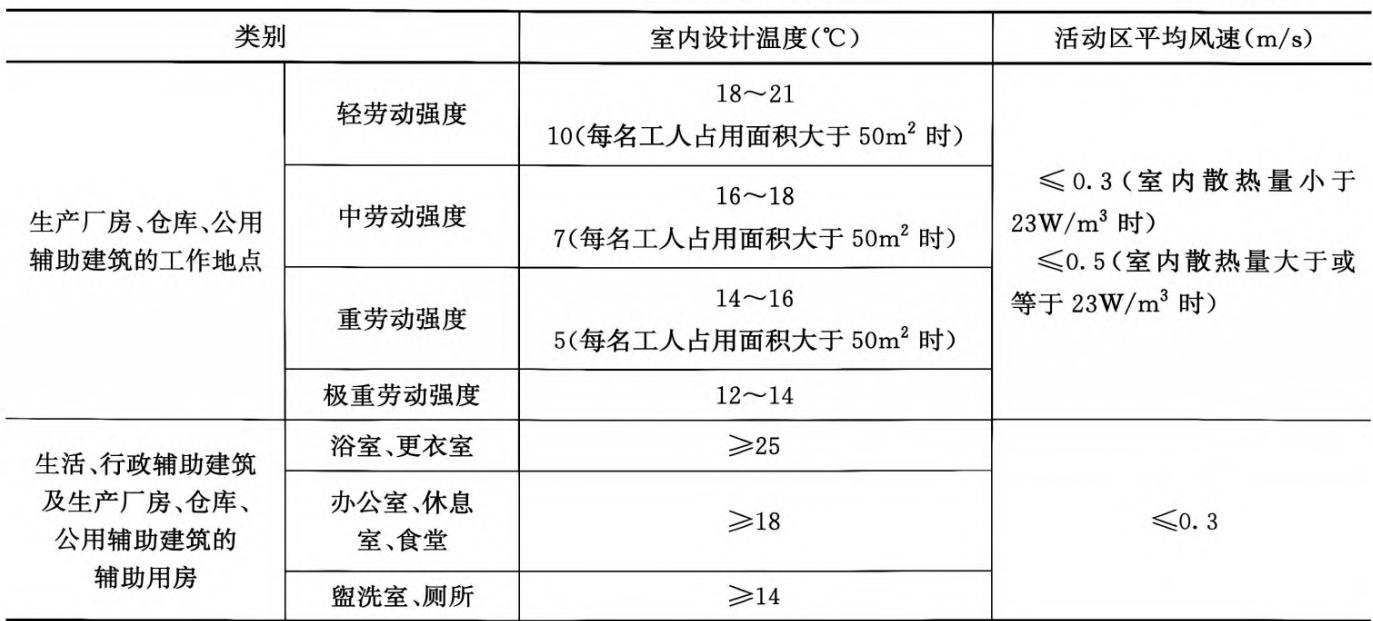 类别
室内设计温度(℃)
活动区平均风速(m/s)
生产厂房、仓库、公用
辅助建筑的工作地点
轻劳动强度
18～21
10(每名工人占用面积大于 50m² 时)
中劳动强度
16～18
7(每名工人占用面积大于 50m² 时)
重劳动强度
14～16
5(每名工人占用面积大于 50m² 时)
极重劳动强度
12～14
≤0.3(室内散热量小于
23W/m³ 时)
≤0.5(室内散热量大于或
等于 23W/m³ 时)
生活、行政辅助建筑
及生产厂房、仓库、
公用辅助建筑的
辅助用房
浴室、更衣室
≥25
办公室、休息
室、食堂
≥18
盥洗室、厕所
≥14
≤0.3